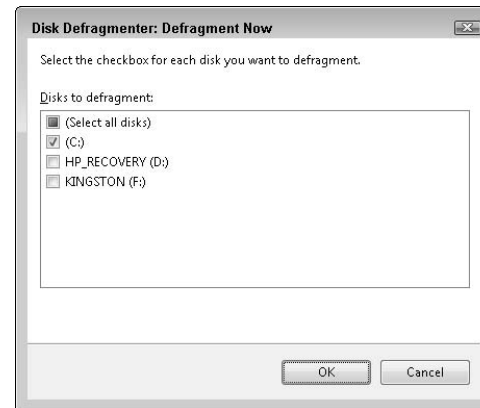 Disk Defragmenter: Defragment Now
Select the checkbox for each disk you want to defragment.
Disks to defragment:
(Select all disks)
(C:)
HP_RECOVERY (D:)
KINGSTON (F:)
OK Cancel